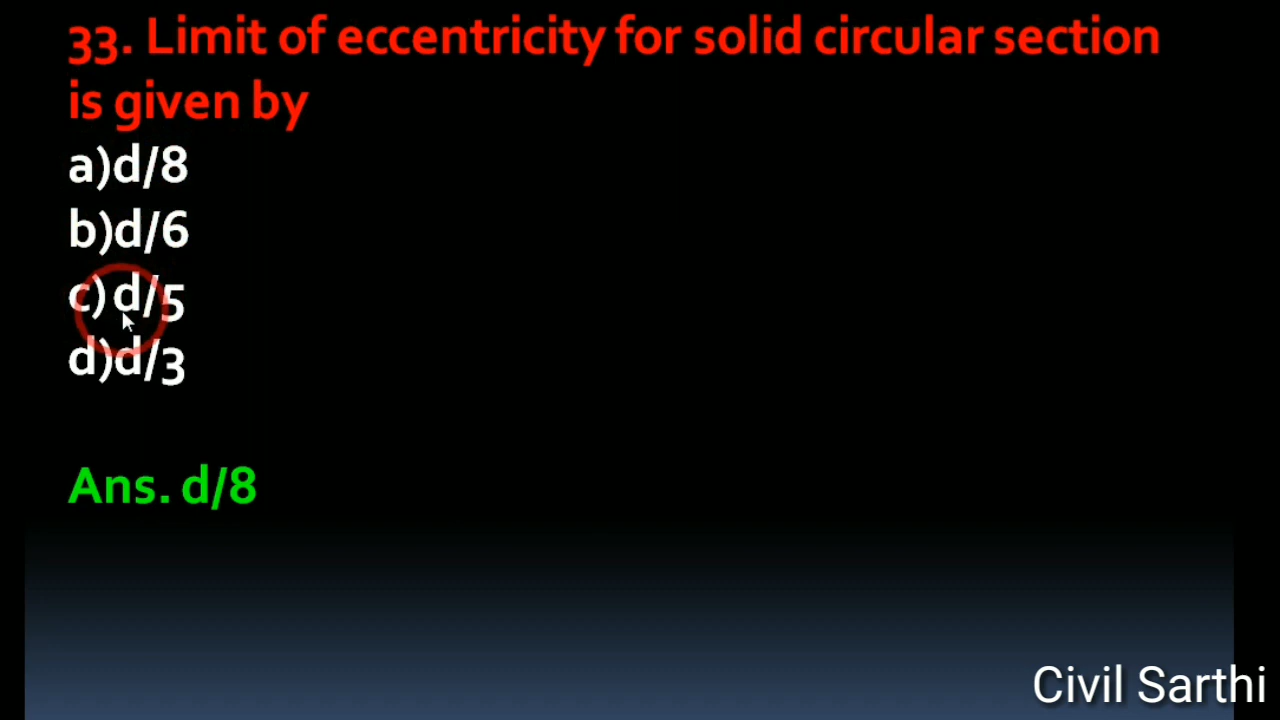 33. Limit of eccentricity for solid circular section
is given by
a)d/8
b)d/6
c) d/5
d)d/3
Ans. d/8
Civil Sarthi